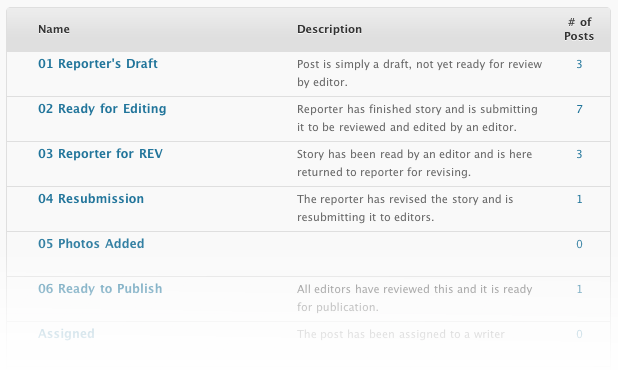 Name Description # of Posts
01 Reporter's Draft Post is simply a draft, not yet ready for review 3
by editor.
02 Ready for Editing Reporter has finished story and is submitting 7
it to be reviewed and edited by an editor.
03 Reporter for REV Story has been read by an editor and is here 3
returned to reporter for revising.
04 Resubmission The reporter has revised the story and is 1
resubmitting it to editors.
05 Photos Added 0
06 Ready to Publish All editors have reviewed this and it is ready 1
for publication.
Assigned The post has been assigned to a writer 0